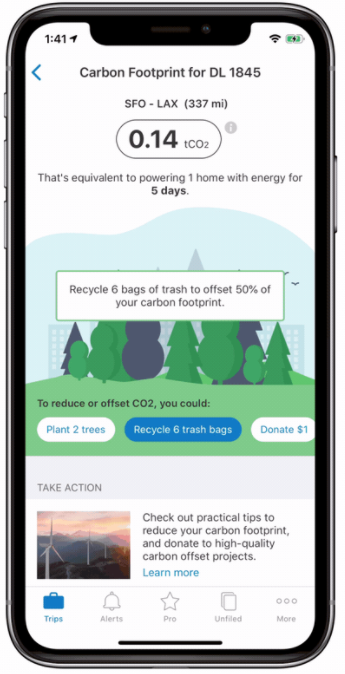 1:41
Carbon Footprint for DL 1845
SFO - LAX (337 mi)
0.14 tCO2
That's equivalent to powering 1 home with energy for
5 days.
Recycle 6 bags of trash to offset 50% of
your carbon footprint.
To reduce or offset CO2, you could:
Plant 2 trees
Recycle 6 trash bags
Donate $1
TAKE ACTION
Check out practical tips to
reduce your carbon footprint,
and donate to high-quality
carbon offset projects.
Learn more
Trips
Alerts
Pro
Unfiled
More